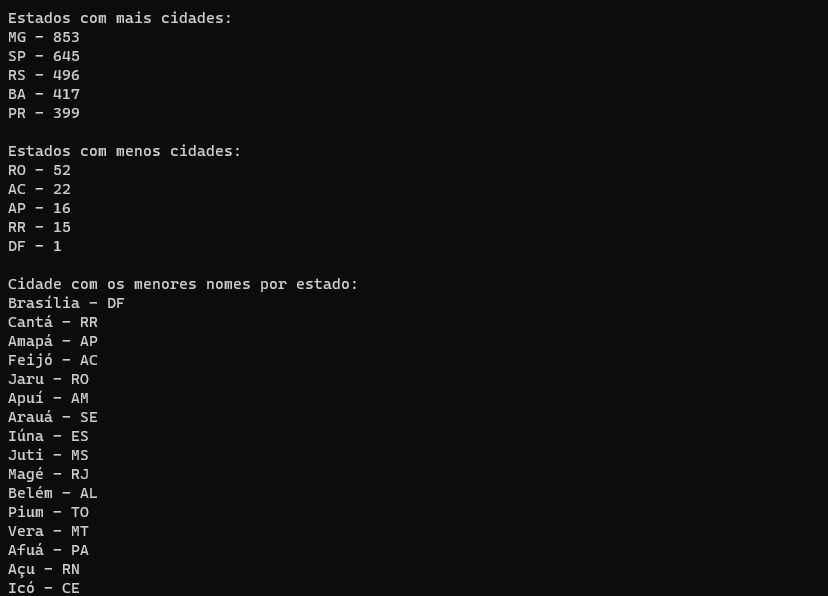 Estados com mais cidades:
MG - 853
SP - 645
RS - 496
BA - 417
PR - 399
Estados com menos cidades:
RO - 52
AC - 22
AP - 16
RR - 15
DF - 1
Cidade com os menores nomes por estado:
Brasília - DF
Cantá - RR
Amapá - AP
Feijó - AC
Jaru - RO
Apuí - AM
Arauá - SE
Iúna - ES
Juti - MS
Magé - RJ
Belém - AL
Pium - TO
Vera - MT
Afuá - PA
Açu - RN
Icó - CE